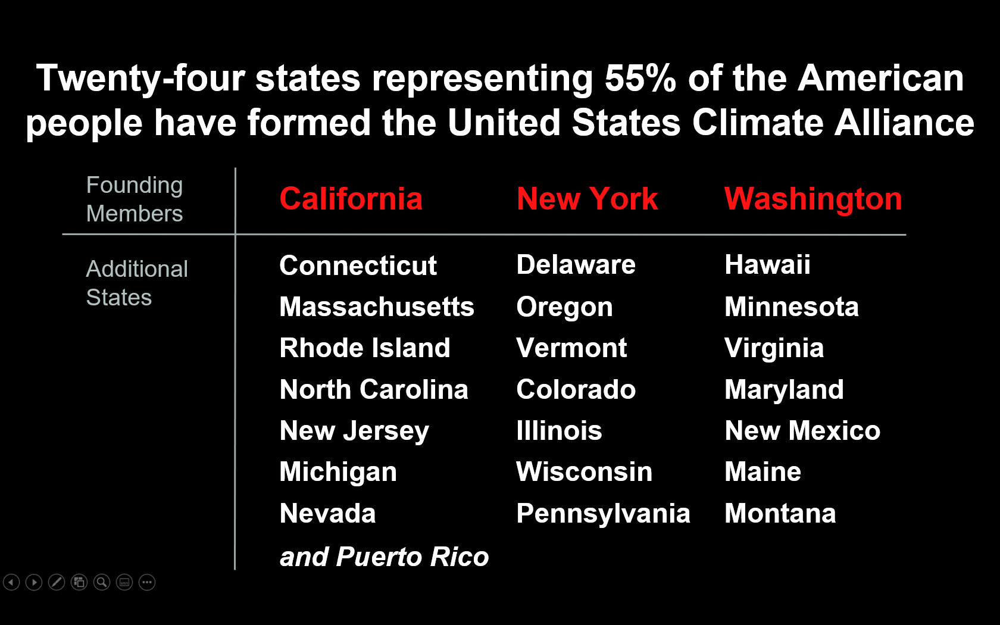 Twenty-four states representing 55% of the American
people have formed the United States Climate Alliance
Founding
Members
California New York Washington
Additional
States
Connecticut Delaware Hawaii
Massachusetts Oregon Minnesota
Rhode Island Vermont Virginia
North Carolina Colorado Maryland
New Jersey Illinois New Mexico
Michigan Wisconsin Maine
Nevada Pennsylvania Montana
and Puerto Rico